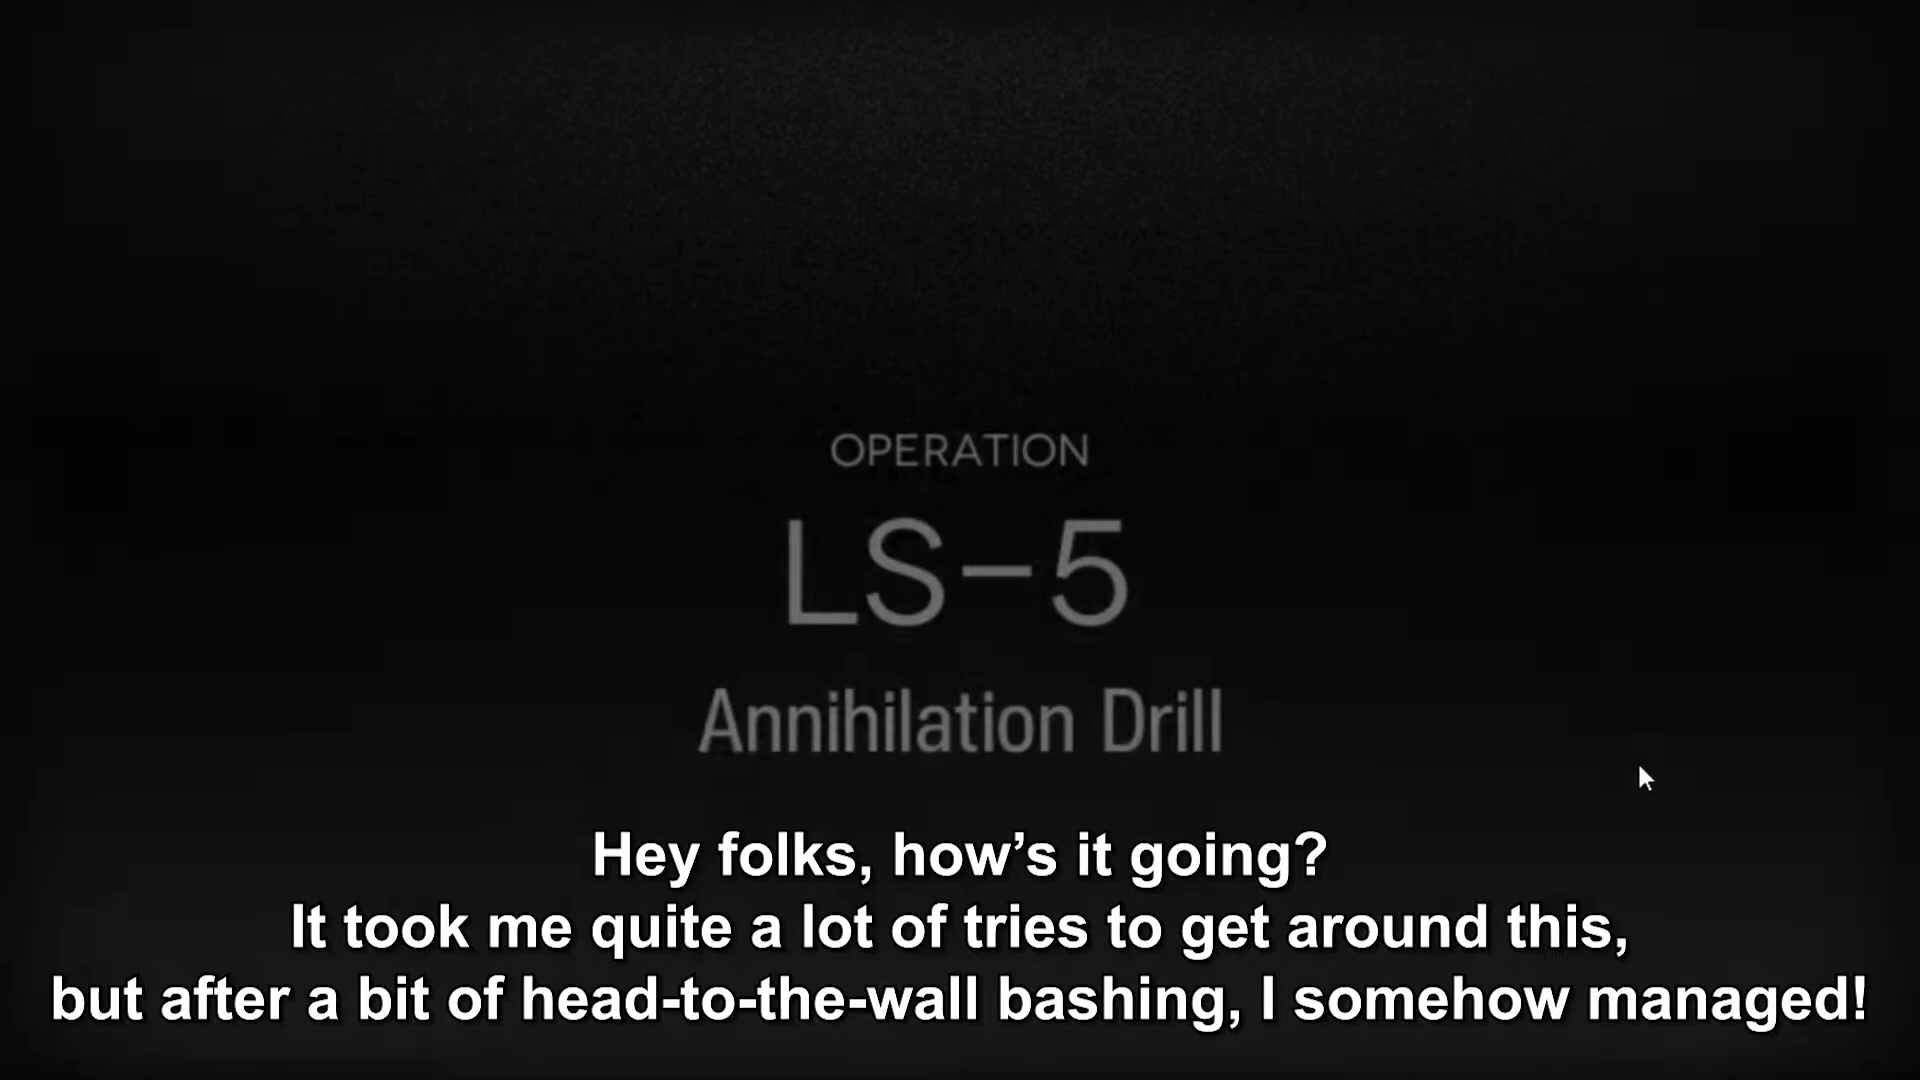 OPERATION
LS-5
Annihilation Drill
Hey folks, how’s it going?
It took me quite a lot of tries to get around this,
but after a bit of head-to-the-wall bashing, I somehow managed!